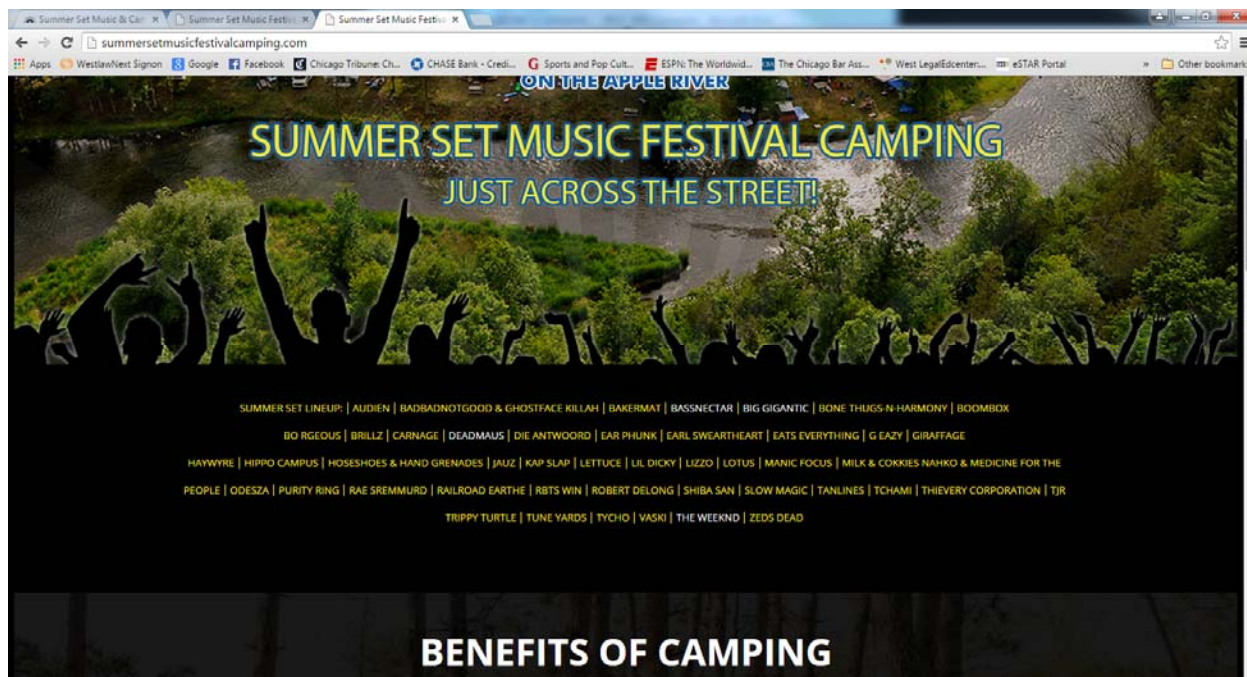 Summer Set Music & Can
Summer Set Music Festiv
Summer Set Music Festiv
summersetmusicfestivalcamping.com
Apps WestlawNext Signon Google Facebook Chicago Tribune: Ch... CHASE Bank - Credi... Sports and Pop Cult... ESPN: The Worldwid... The Chicago Bar Ass... West LegalEdcenter:... eSTAR Portal » Other bookmark
ON THE APPLE RIVER
SUMMER SET MUSIC FESTIVAL CAMPING
JUST ACROSS THE STREET!
SUMMER SET LINEUP: | AUDIEN | BADBADNOTGOOD & GHOSTFACE KILLAH | BAKERMAT | BASSNECTAR | BIG GIGANTIC | BONE THUGS-N-HARMONY | BOOMBOX
BO RGEOUS | BRILLZ | CARNAGE | DEADMAUS | DIE ANTWOORD | EAR PHUNK | EARL SWEARTHEART | EATS EVERYTHING | G EAZY | GIRAFFAGE
HAYWYRE | HIPPO CAMPUS | HOSESHOES & HAND GRENADES | JAUZ | KAP SLAP | LETTUCE | LIL DICKY | LIZZO | LOTUS | MANIC FOCUS | MILK & COKKIES NAHKO & MEDICINE FOR THE
PEOPLE | ODESZA | PURITY RING | RAE SREMMURD | RAILROAD EARTHE | RBTS WIN | ROBERT DELONG | SHIBA SAN | SLOW MAGIC | TANLINES | TCHAMI | THIEVERY CORPORATION | TJR
TRIPPY TURTLE | TUNE YARDS | TYCHO | VASKI | THE WEEKND | ZEDS DEAD
BENEFITS OF CAMPING